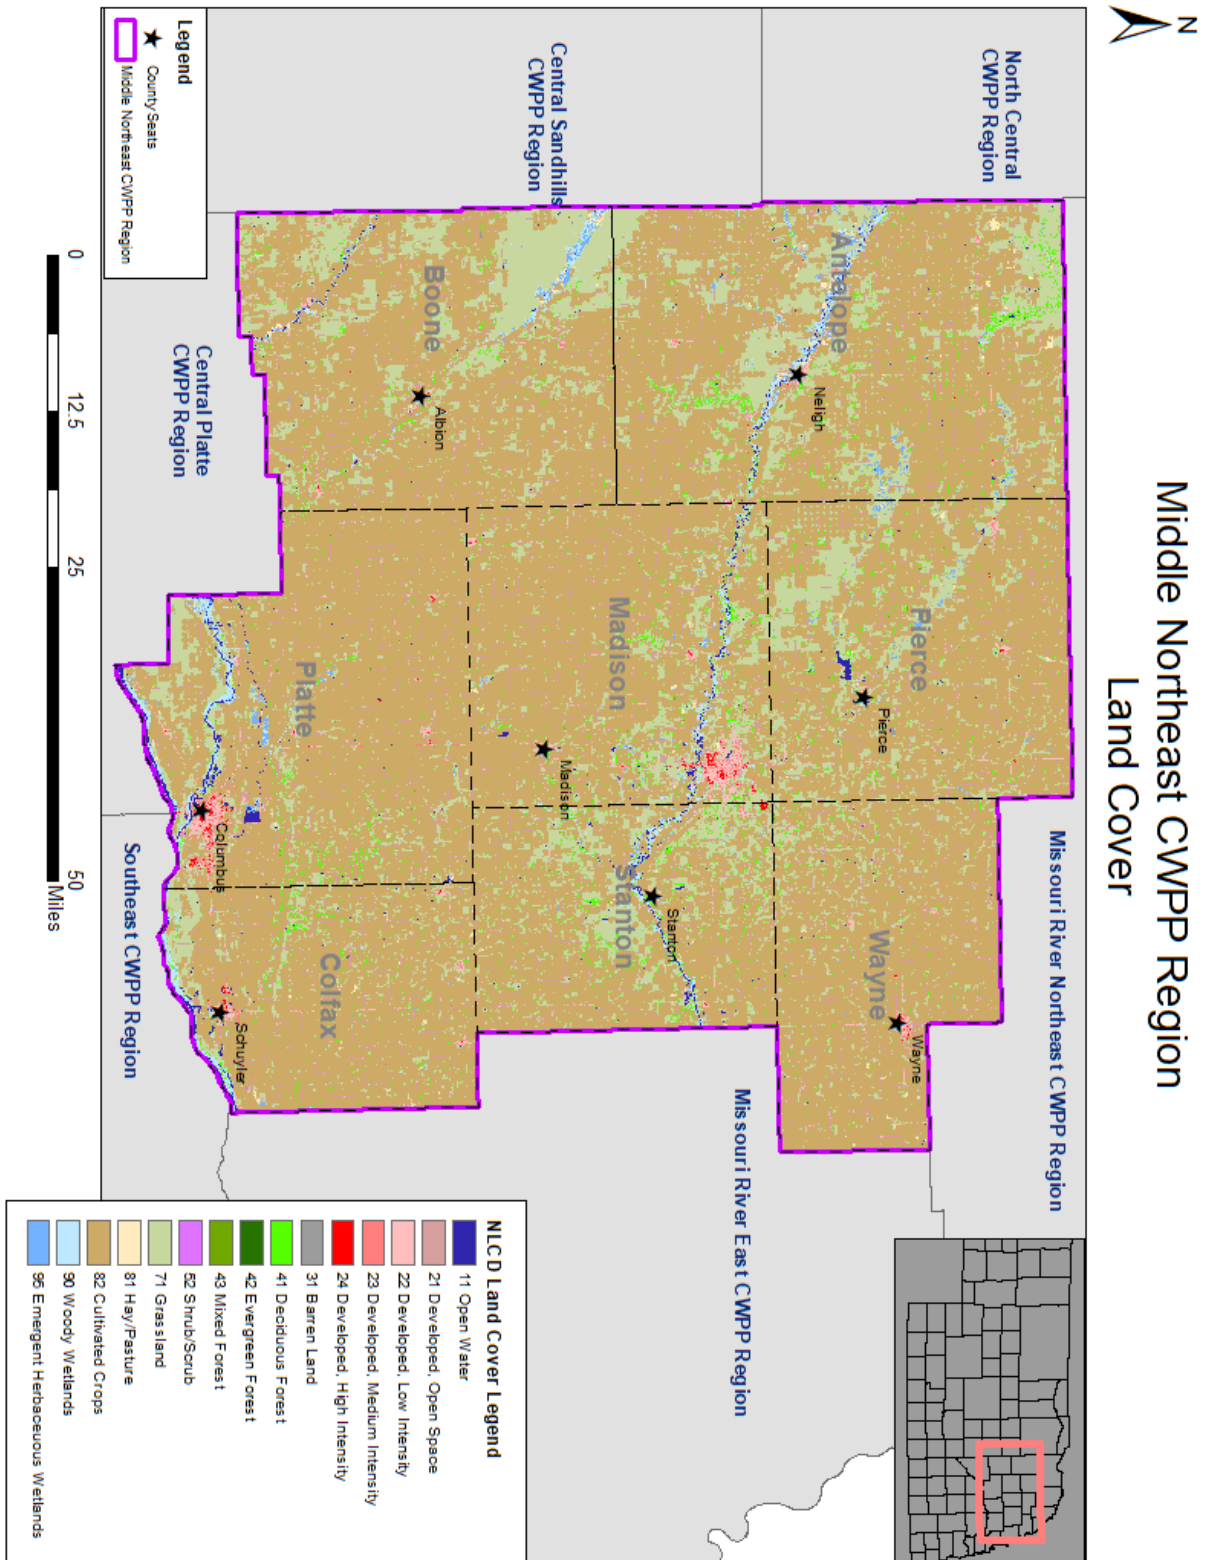 Middle Northeast CWPP Region
Land Cover
N
North Central
CWPP Region
Missouri River Northeast CWPP Region
Central Sandhills
CWPP Region
Missouri River East CWPP Region
Central Platte
CWPP Region
Southeast CWPP Region
Antelope
Neligh
Pierce
Pierce
Wayne
Wayne
Boone
Albion
Madison
Madison
Stanton
Stanton
Platte
Columbus
Colfax
Schuyler
Legend
County Seats
Middle Northeast CWPP Region
0 12.5 25 50
Miles
NLCD Land Cover Legend
11 Open Water
21 Developed, Open Space
22 Developed, Low Intensity
23 Developed, Medium Intensity
24 Developed, High Intensity
31 Barren Land
41 Deciduous Forest
42 Evergreen Forest
43 Mixed Forest
52 Shrub/Scrub
71 Grassland
81 Hay/Pasture
82 Cultivated Crops
90 Woody Wetlands
95 Emergent Herbaceuous Wetlands